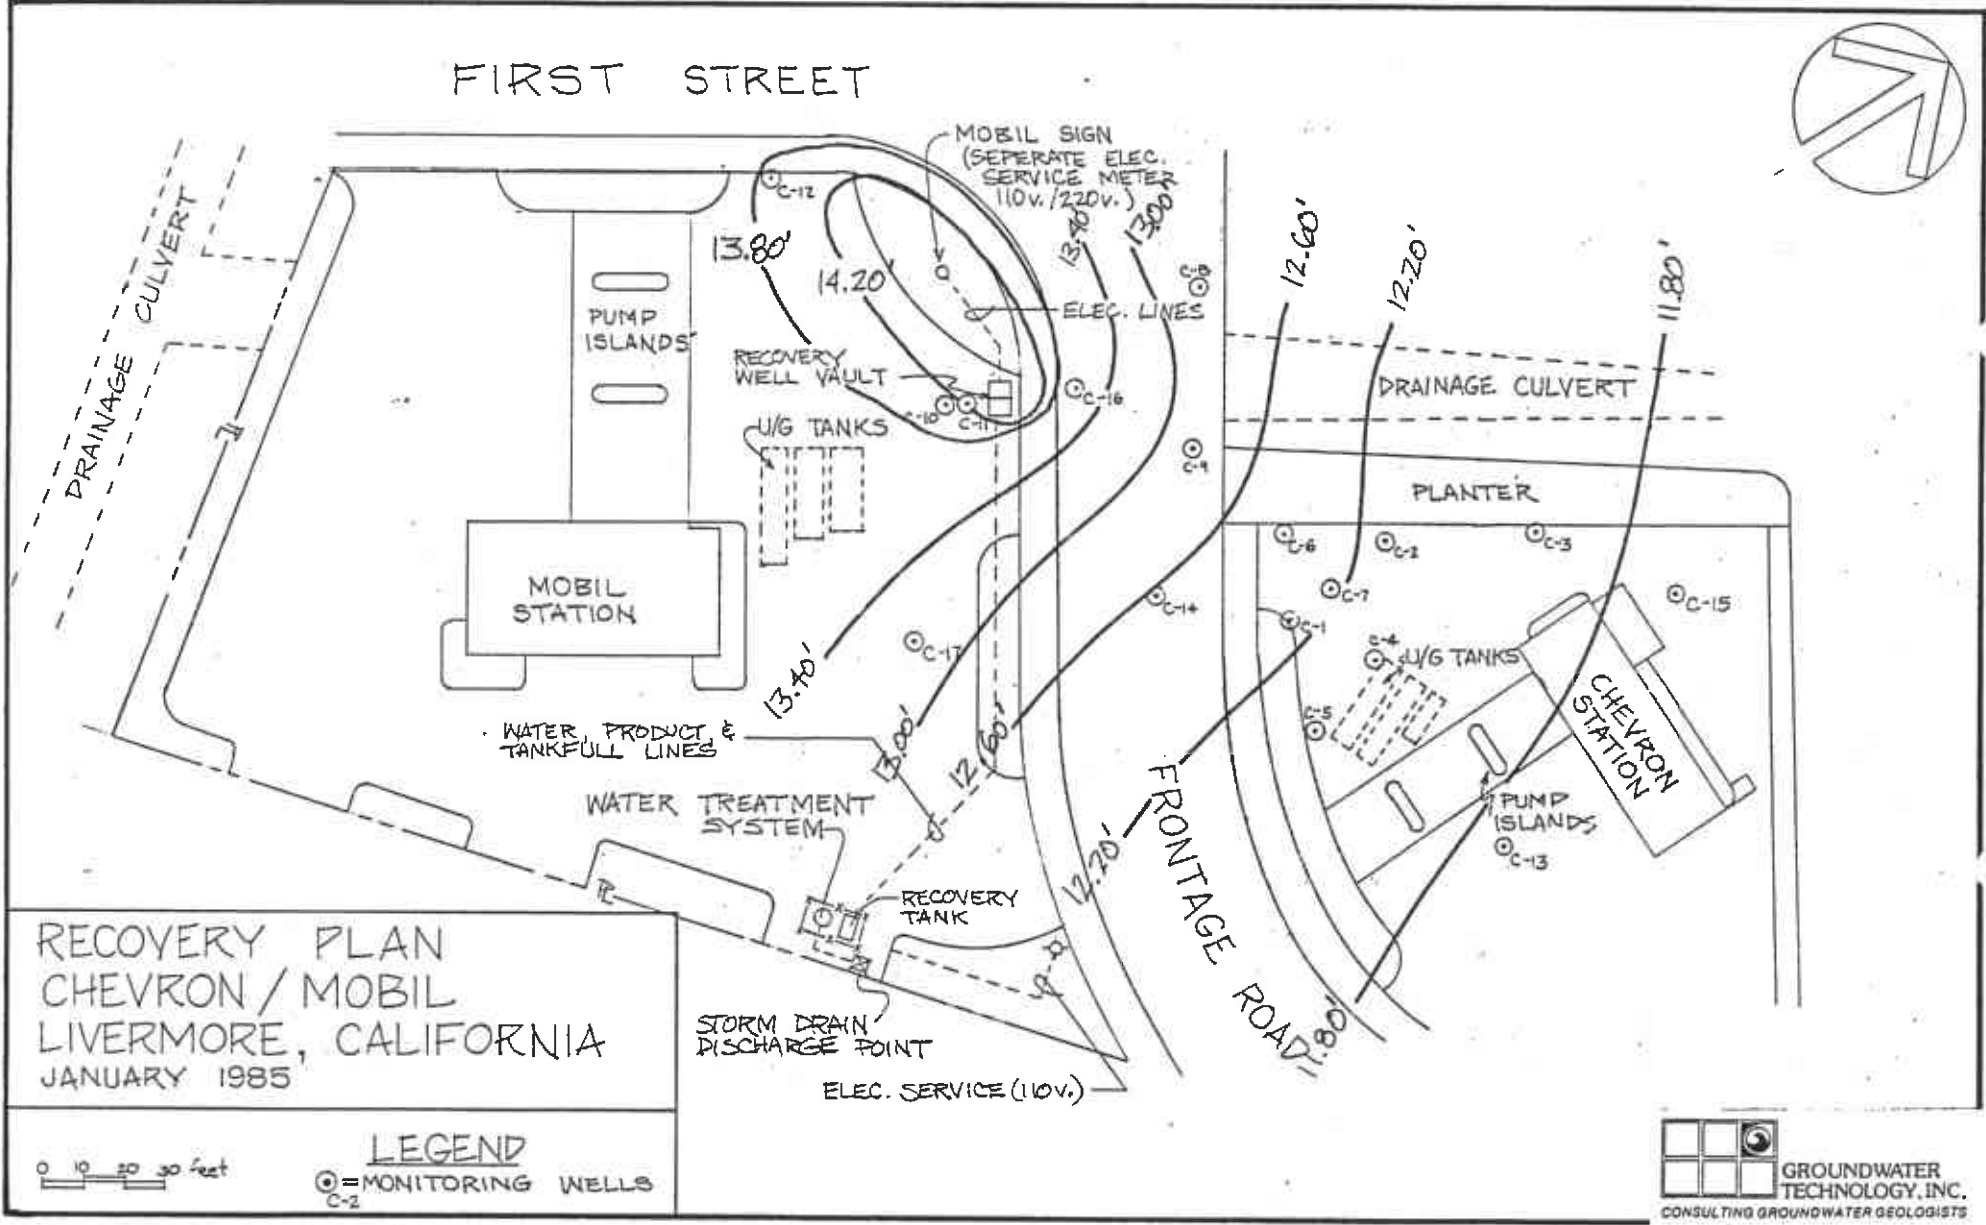 FIRST STREET
MOBIL SIGN
(SEPERATE ELEC.
SERVICE METER
110V./220V.)
C-12
13.80'
14.20'
13.40'
13.00'
12.60'
12.20'
11.80'
C-8
DRAINAGE CULVERT
PUMP
ISLANDS
ELEC. LINES
RECOVERY
WELL VAULT
C-10
C-11
C-16
DRAINAGE CULVERT
U/G TANKS
C-9
PLANTER
C-6
C-2
C-3
MOBIL
STATION
C-7
C-14
C-15
C-1
C-17
C-4
U/G TANKS
CHEVRON
STATION
C-5
13.40'
13.00'
12.60'
WATER, PRODUCT, &
TANKFULL LINES
WATER TREATMENT
SYSTEM
PUMP
ISLANDS
C-13
12.20'
FRONTAGE ROAD
RECOVERY
TANK
PL
11.80'
STORM DRAIN
DISCHARGE POINT
ELEC. SERVICE (110V.)
RECOVERY PLAN
CHEVRON / MOBIL
LIVERMORE, CALIFORNIA
JANUARY 1985
LEGEND
0 10 20 30 feet
= MONITORING WELLS
C-2
GROUNDWATER
TECHNOLOGY, INC.
CONSULTING GROUNDWATER GEOLOGISTS